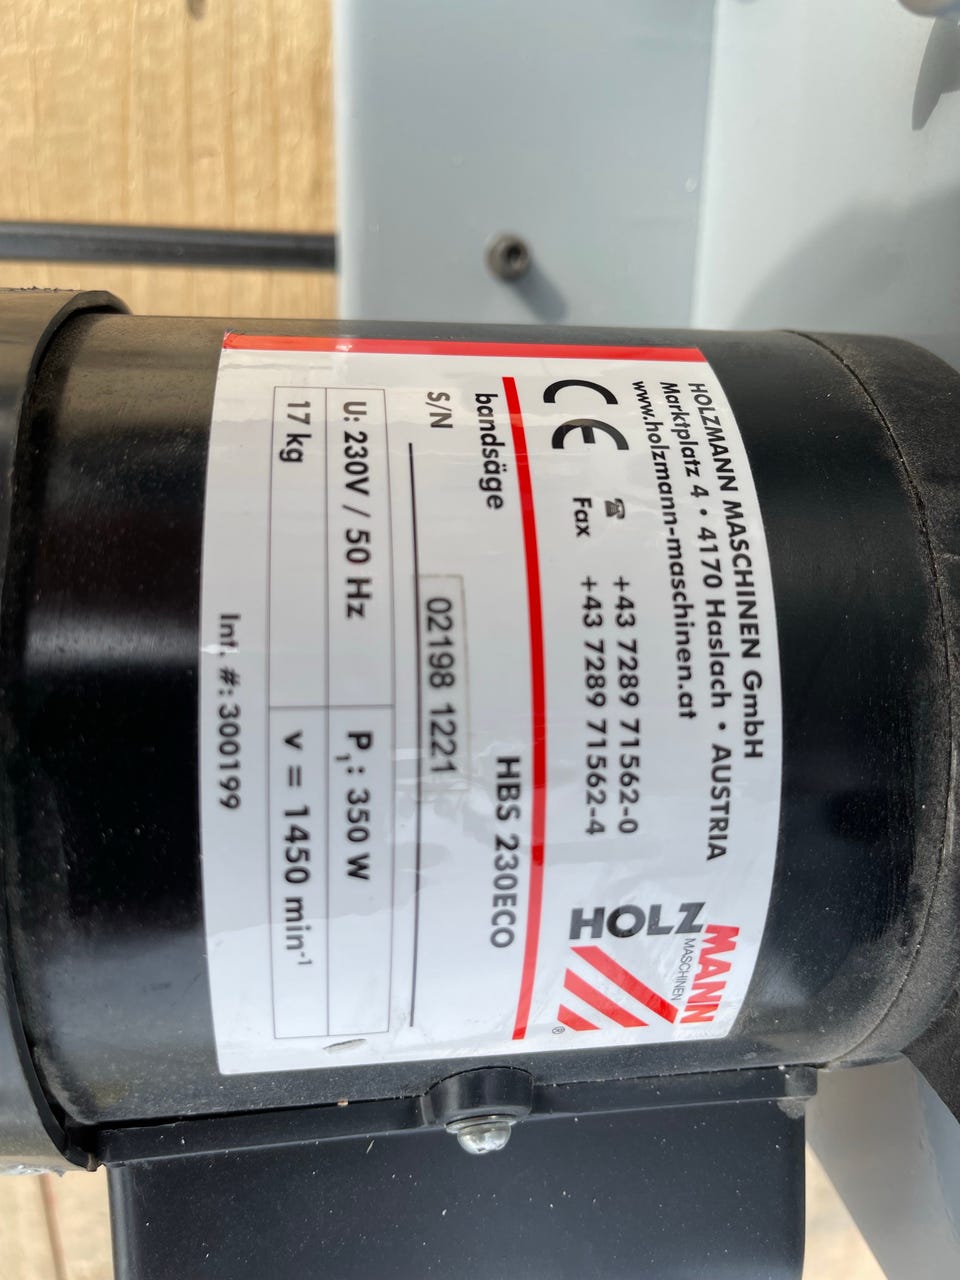 HOLZMANN MASCHINEN GmbH
Marktplatz 4 • 4170 Haslach • AUSTRIA
www.holzmann-maschinen.at
☎ +43 7289 71562-0
Fax +43 7289 71562-4
CE
HOLZMANN
MASCHINEN
®
bandsäge HBS 230ECO
S/N 02198 1221
U: 230V / 50 Hz P₁: 350 W
17 kg v = 1450 min⁻¹
Int. #: 300199